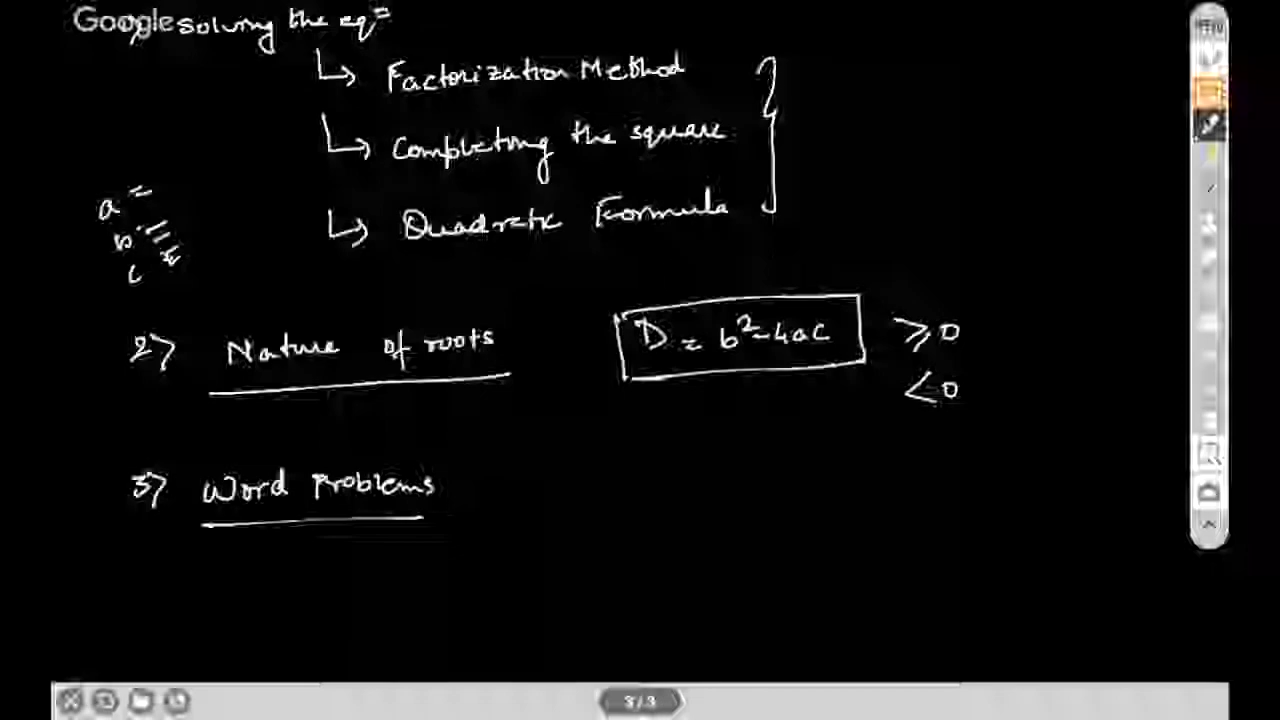 Google
1) Solving the eqn
↳ Factorization Method
↳ Completing the square
↳ Quadratic Formula
a =
b
c
2) Nature of roots
D = b²-4ac ≥0
<0
3) Word Problems
3/3